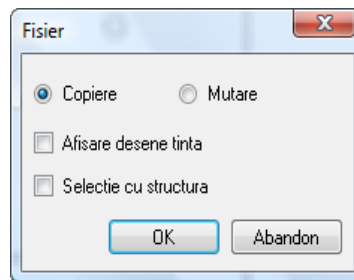 Fisier
Copiere Mutare
Afisare desene tinta
Selectie cu structura
OK Abandon